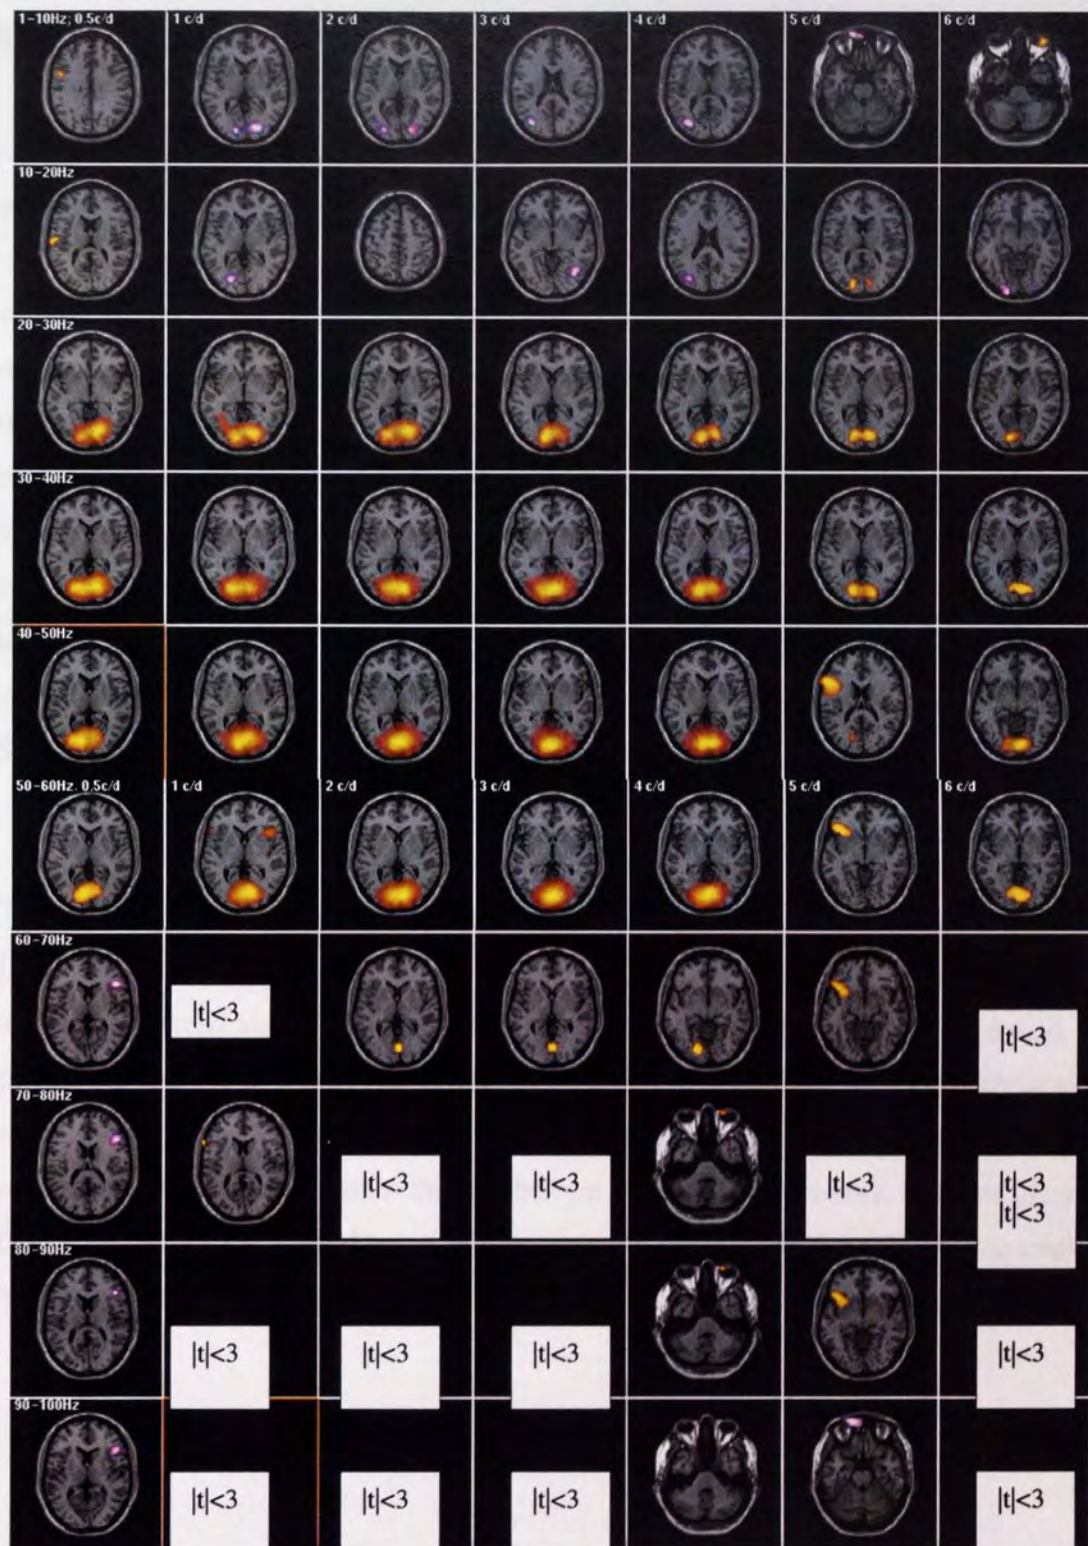 1-10Hz; 0.5c/d 1 c/d 2 c/d 3 c/d 4 c/d 5 c/d 6 c/d
10-20Hz
20-30Hz
30-40Hz
40-50Hz
50-60Hz. 0.5c/d 1 c/d 2 c/d 3 c/d 4 c/d 5 c/d 6 c/d
60-70Hz
|t|<3
|t|<3
70-80Hz
|t|<3 |t|<3 |t|<3 |t|<3
|t|<3
80-90Hz
|t|<3 |t|<3 |t|<3 |t|<3
90-100Hz
|t|<3 |t|<3 |t|<3 |t|<3